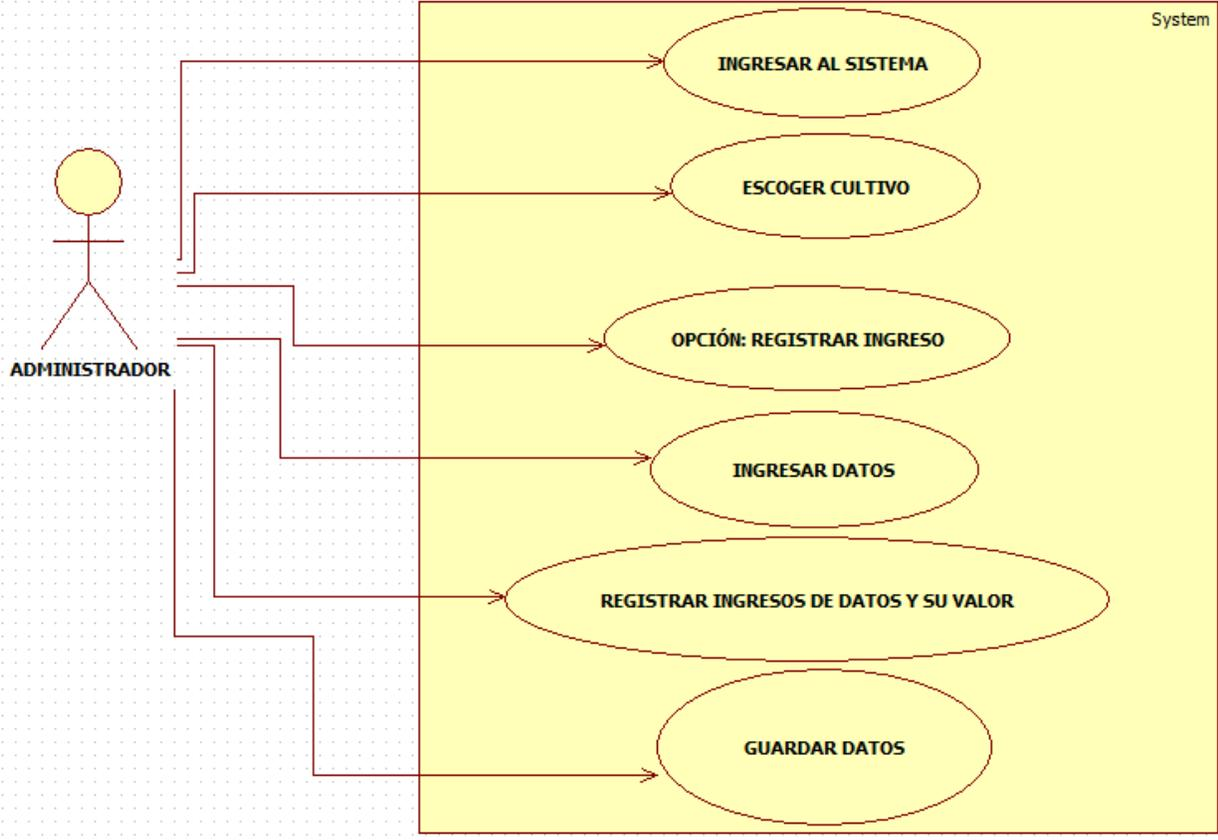 System
INGRESAR AL SISTEMA
ESCOGER CULTIVO
OPCIÓN: REGISTRAR INGRESO
ADMINISTRADOR
INGRESAR DATOS
REGISTRAR INGRESOS DE DATOS Y SU VALOR
GUARDAR DATOS